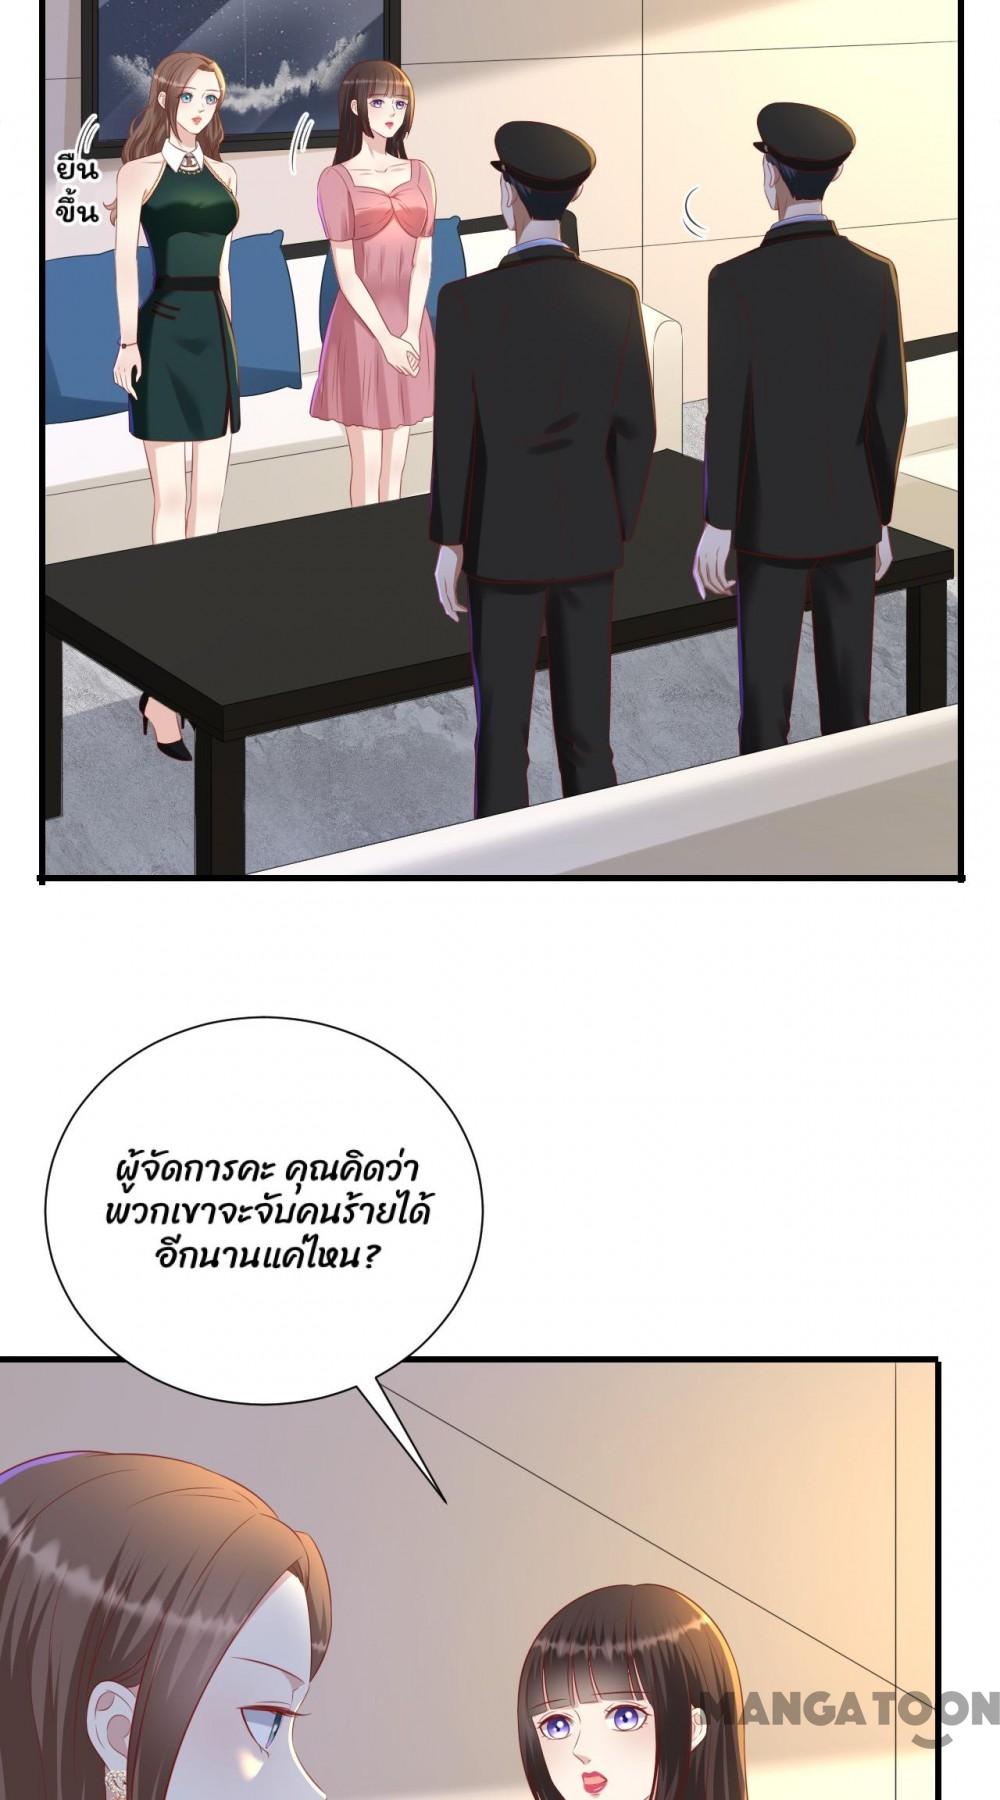 ยืน
ขึ้น
ผู้จัดการคะ คุณคิดว่า
พวกเขาจะจับคนร้ายได้
อีกนานแค่ไหน?
MANGATOON